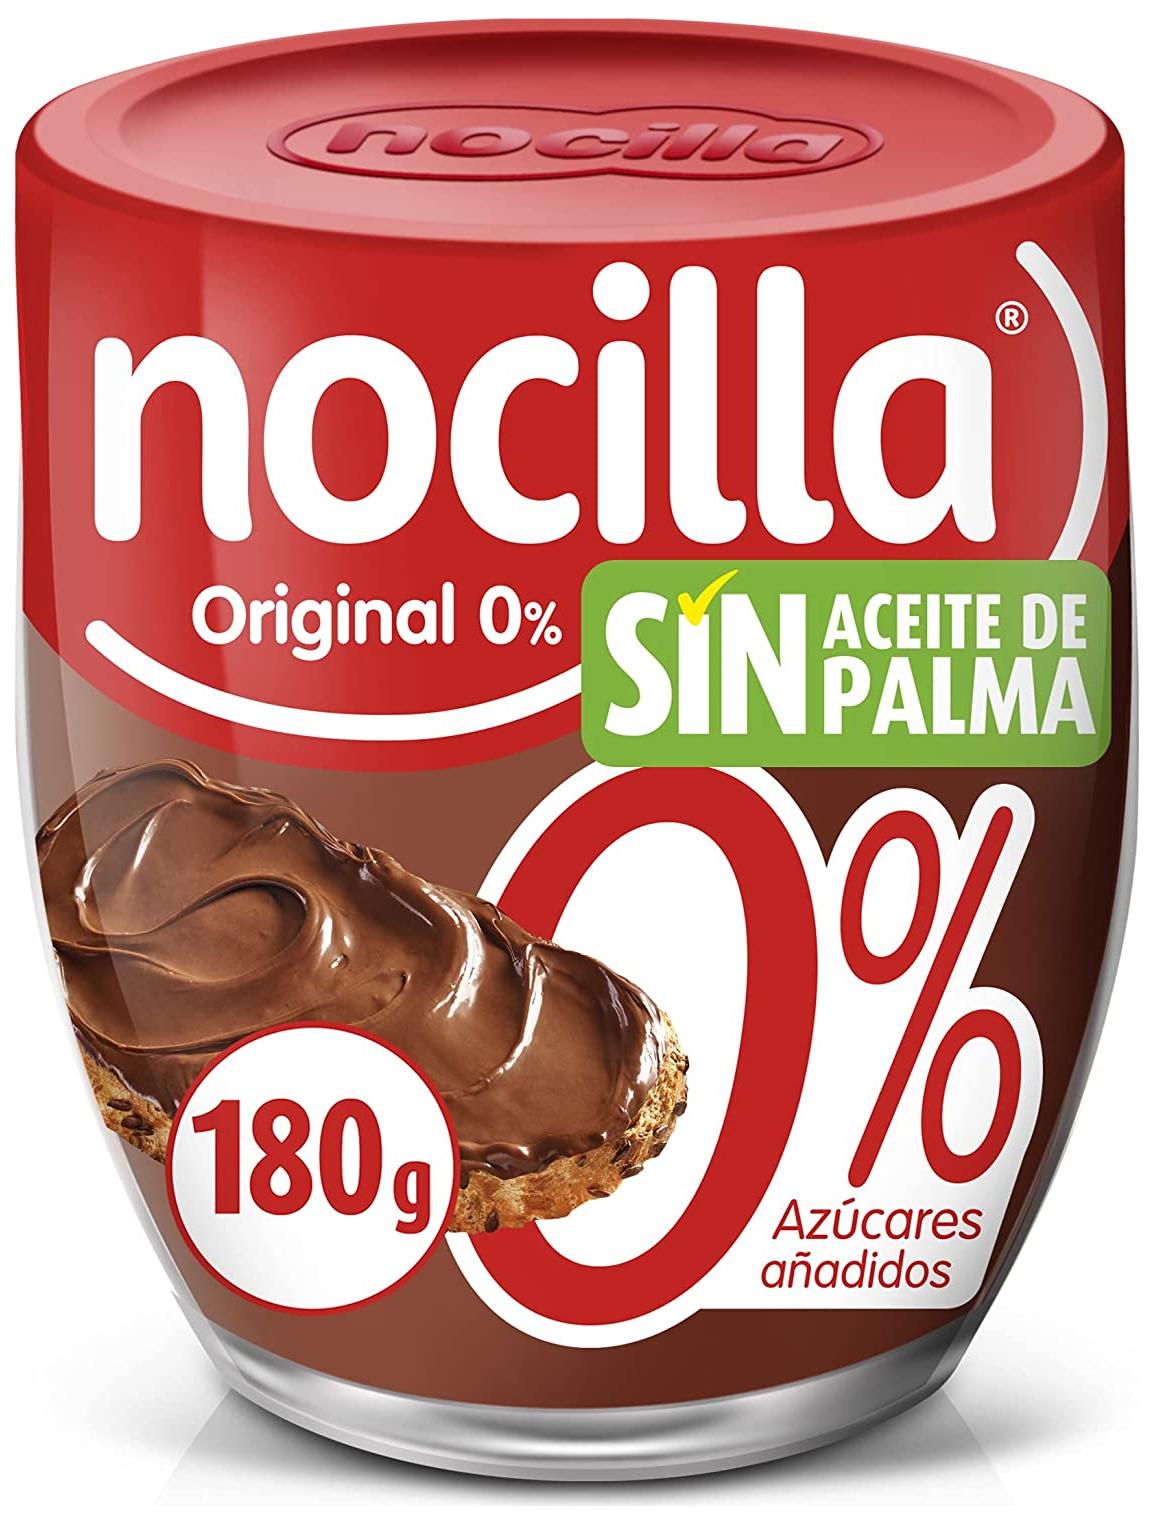 nocilla
nocilla®
Original 0%
SIN ACEITE DE
PALMA
0%
180g
Azúcares
añadidos